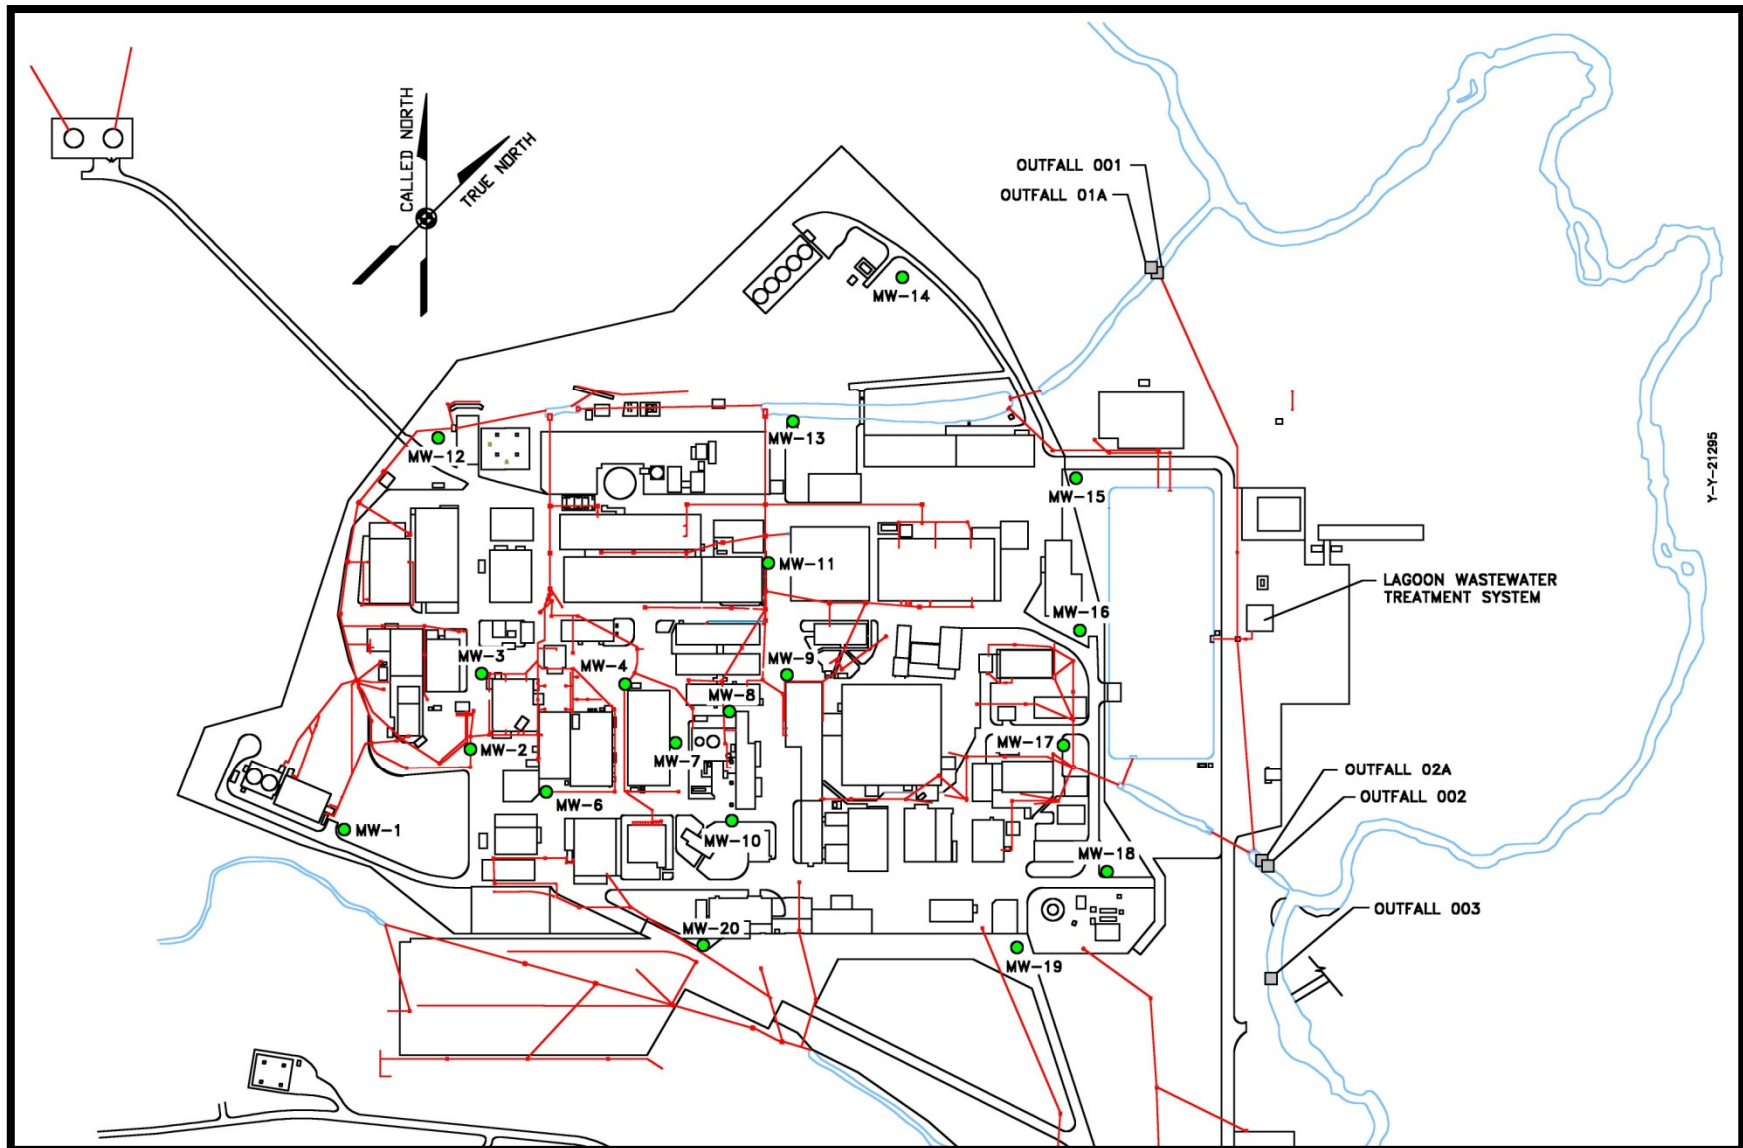 CALLED NORTH
TRUE NORTH
OUTFALL 001
OUTFALL 01A
MW-14
MW-13
MW-12
MW-15
Y-Y-21295
MW-11
LAGOON WASTEWATER
TREATMENT SYSTEM
MW-16
MW-3
MW-4
MW-9
MW-8
MW-2
MW-7
MW-17
OUTFALL 02A
OUTFALL 002
MW-6
MW-1
MW-10
MW-18
OUTFALL 003
MW-20
MW-19